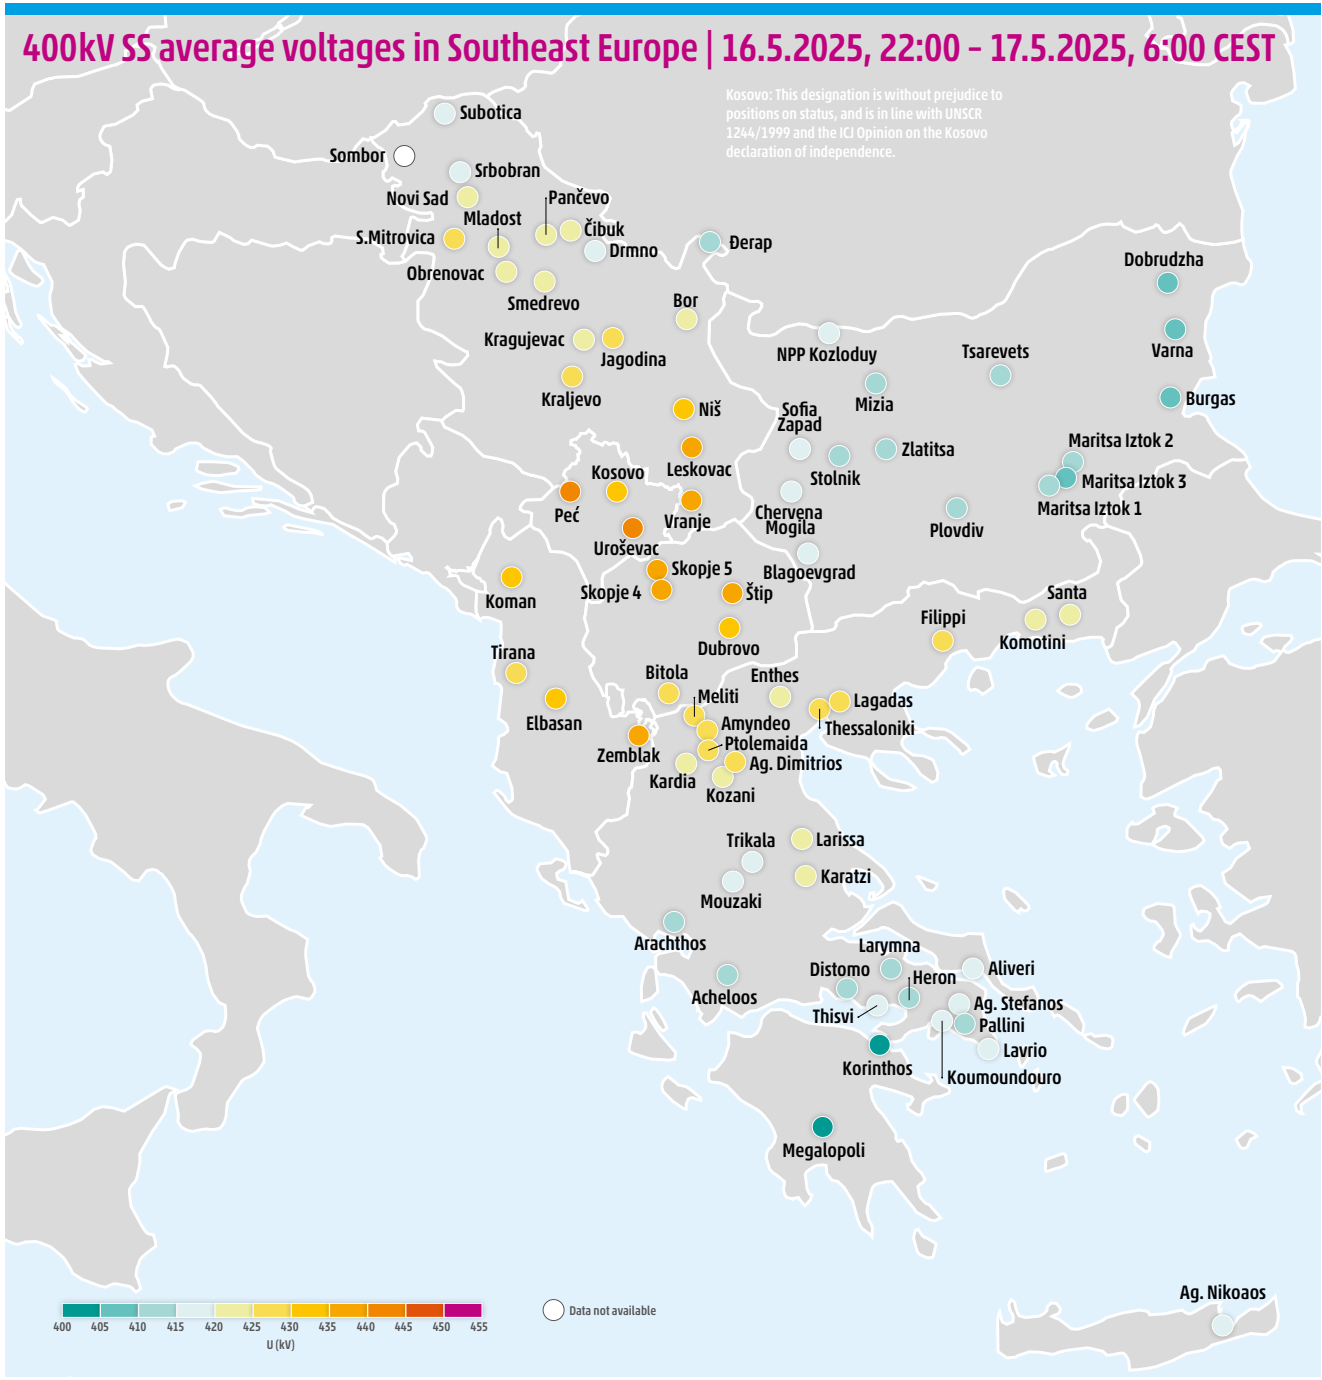 400kV SS average voltages in Southeast Europe | 16.5.2025, 22:00 – 17.5.2025, 6:00 CEST
Kosovo: This designation is without prejudice to
positions on status, and is in line with UNSCR
1244/1999 and the ICJ Opinion on the Kosovo
declaration of independence.
Subotica
Sombor
Srbobran
Novi Sad
Pančevo
Mladost
Čibuk
S.Mitrovica
Drmno
Đerap
Obrenovac
Dobrudzha
Smedrevo
Bor
Kragujevac
Jagodina
NPP Kozloduy
Tsarevets
Varna
Kraljevo
Mizia
Burgas
Niš
Sofia
Zapad
Maritsa Iztok 2
Zlatitsa
Leskovac
Kosovo
Stolnik
Maritsa Iztok 3
Maritsa Iztok 1
Peć
Vranje
Chervena
Mogila
Plovdiv
Uroševac
Skopje 5
Blagoevgrad
Skopje 4
Štip
Koman
Santa
Filippi
Komotini
Dubrovo
Tirana
Bitola
Enthes
Meliti
Lagadas
Elbasan
Amyndeo
Thessaloniki
Ptolemaida
Zemblak
Ag. Dimitrios
Kardia
Kozani
Trikala
Larissa
Karatzi
Mouzaki
Arachthos
Larymna
Distomo
Heron
Aliveri
Acheloos
Ag. Stefanos
Thisvi
Pallini
Lavrio
Korinthos
Koumoundouro
Megalopoli
Ag. Nikoaos
400 405 410 415 420 425 430 435 440 445 450 455
U (kV)
Data not available